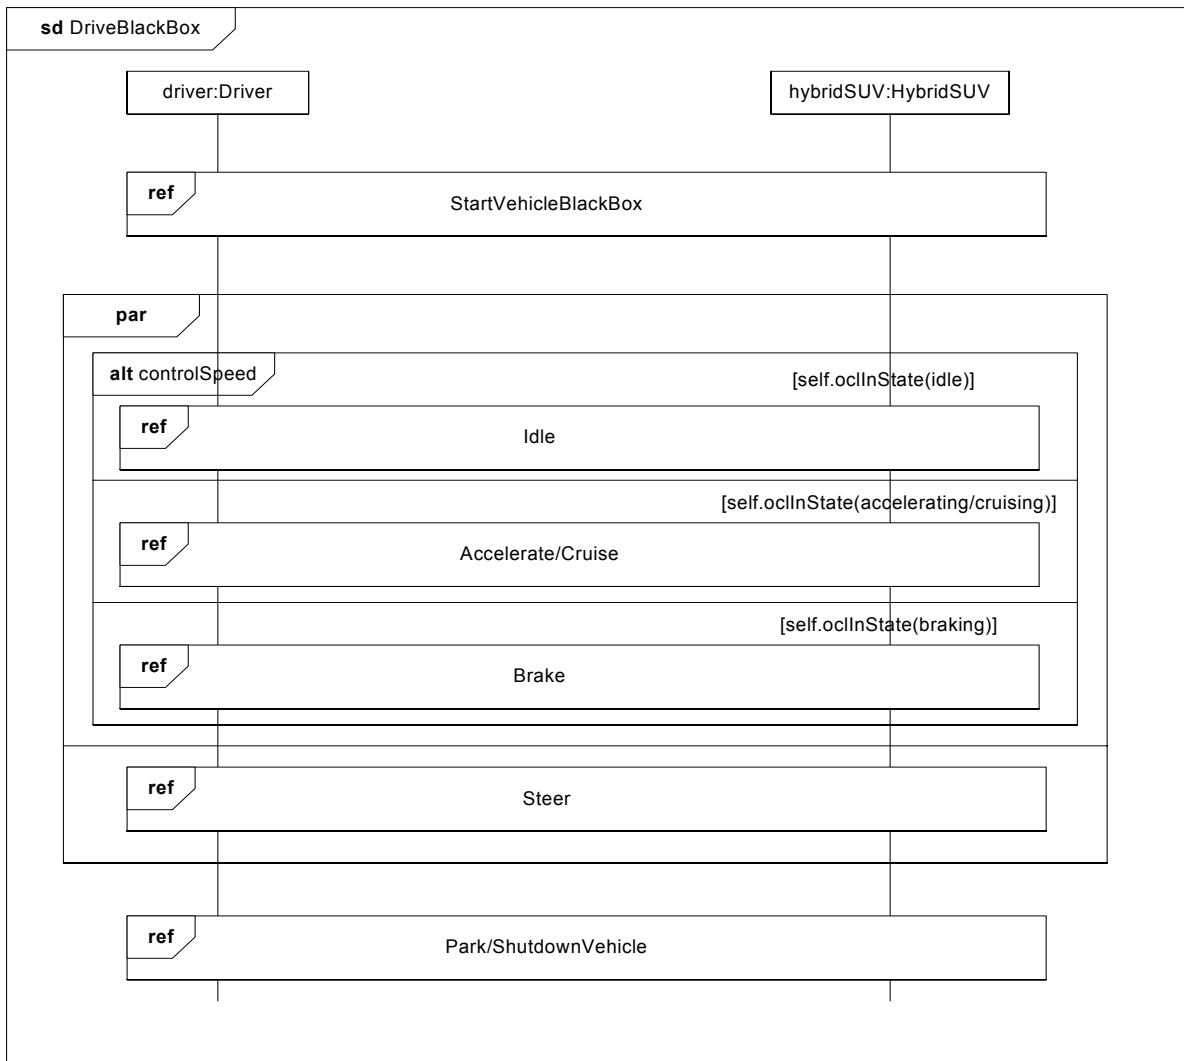 sd DriveBlackBox
driver:Driver
hybridSUV:HybridSUV
ref
StartVehicleBlackBox
par
alt controlSpeed
[self.oclInState(idle)]
ref
Idle
[self.oclInState(accelerating/cruising)]
ref
Accelerate/Cruise
[self.oclInState(braking)]
ref
Brake
ref
Steer
ref
Park/ShutdownVehicle